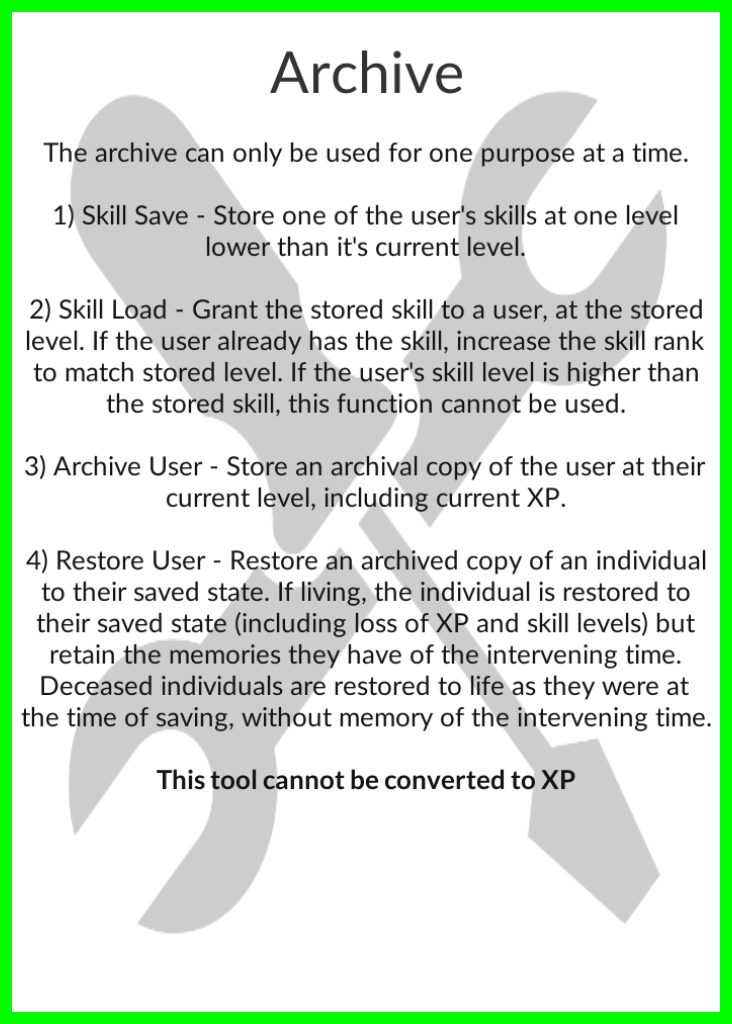 Archive
The archive can only be used for one purpose at a time.
1) Skill Save - Store one of the user's skills at one level
lower than it's current level.
2) Skill Load - Grant the stored skill to a user, at the stored
level. If the user already has the skill, increase the skill rank
to match stored level. If the user's skill level is higher than
the stored skill, this function cannot be used.
3) Archive User - Store an archival copy of the user at their
current level, including current XP.
4) Restore User - Restore an archived copy of an individual
to their saved state. If living, the individual is restored to
their saved state (including loss of XP and skill levels) but
retain the memories they have of the intervening time.
Deceased individuals are restored to life as they were at
the time of saving, without memory of the intervening time.
This tool cannot be converted to XP